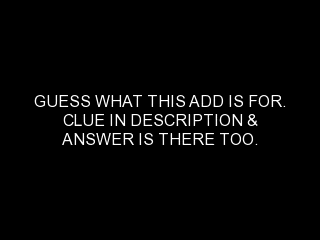 GUESS WHAT THIS ADD IS FOR.
CLUE IN DESCRIPTION &
ANSWER IS THERE TOO.